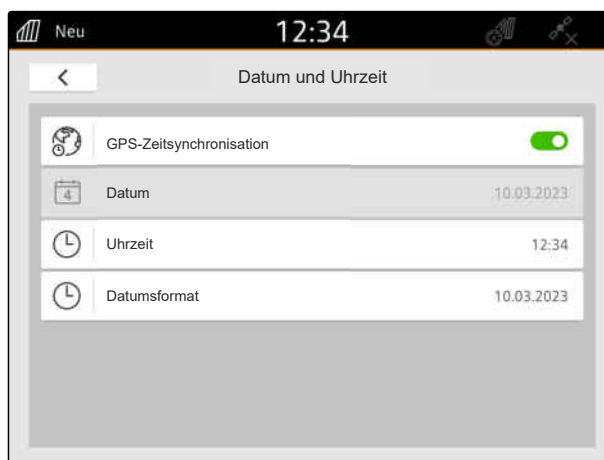 Neu 12:34
Datum und Uhrzeit
GPS-Zeitsynchronisation
4 Datum 10.03.2023
Uhrzeit 12:34
Datumsformat 10.03.2023